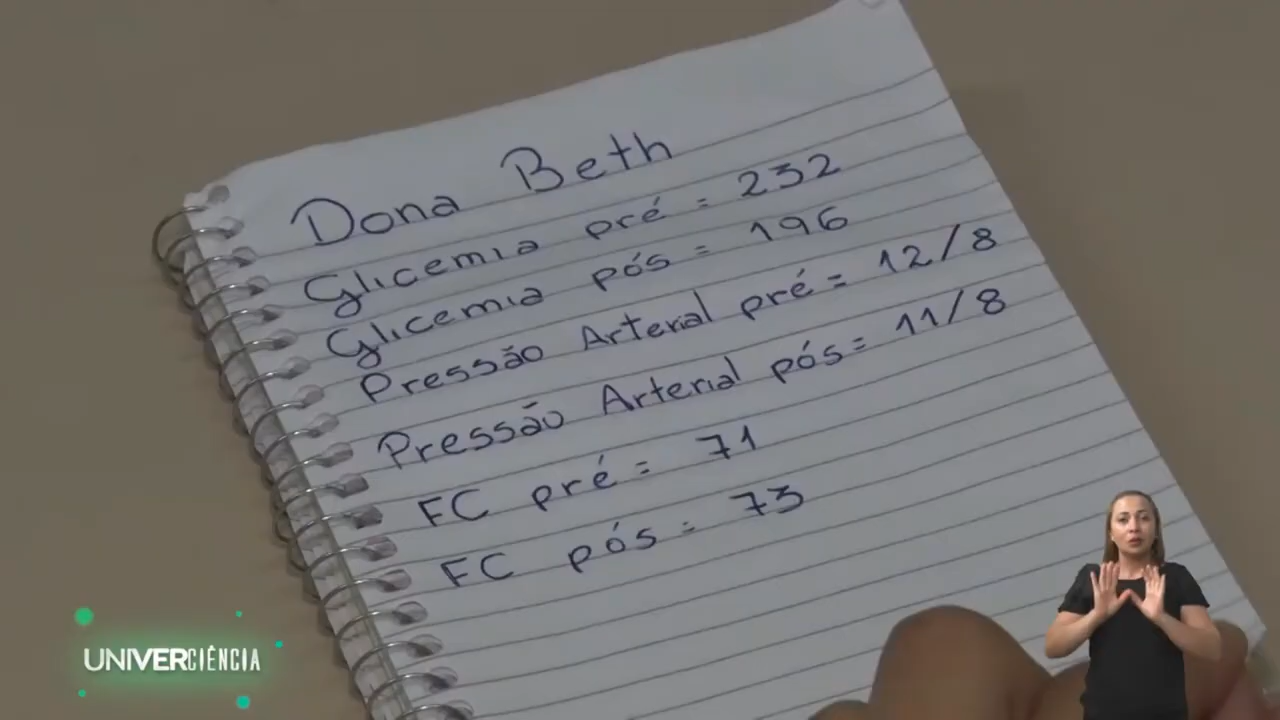 Dona Beth
Glicemia pré = 232
Glicemia pós = 196
Pressão Arterial pré = 12/8
Pressão Arterial pós = 11/8
FC pré = 71
FC pós = 73
UNIVERCIÊNCIA